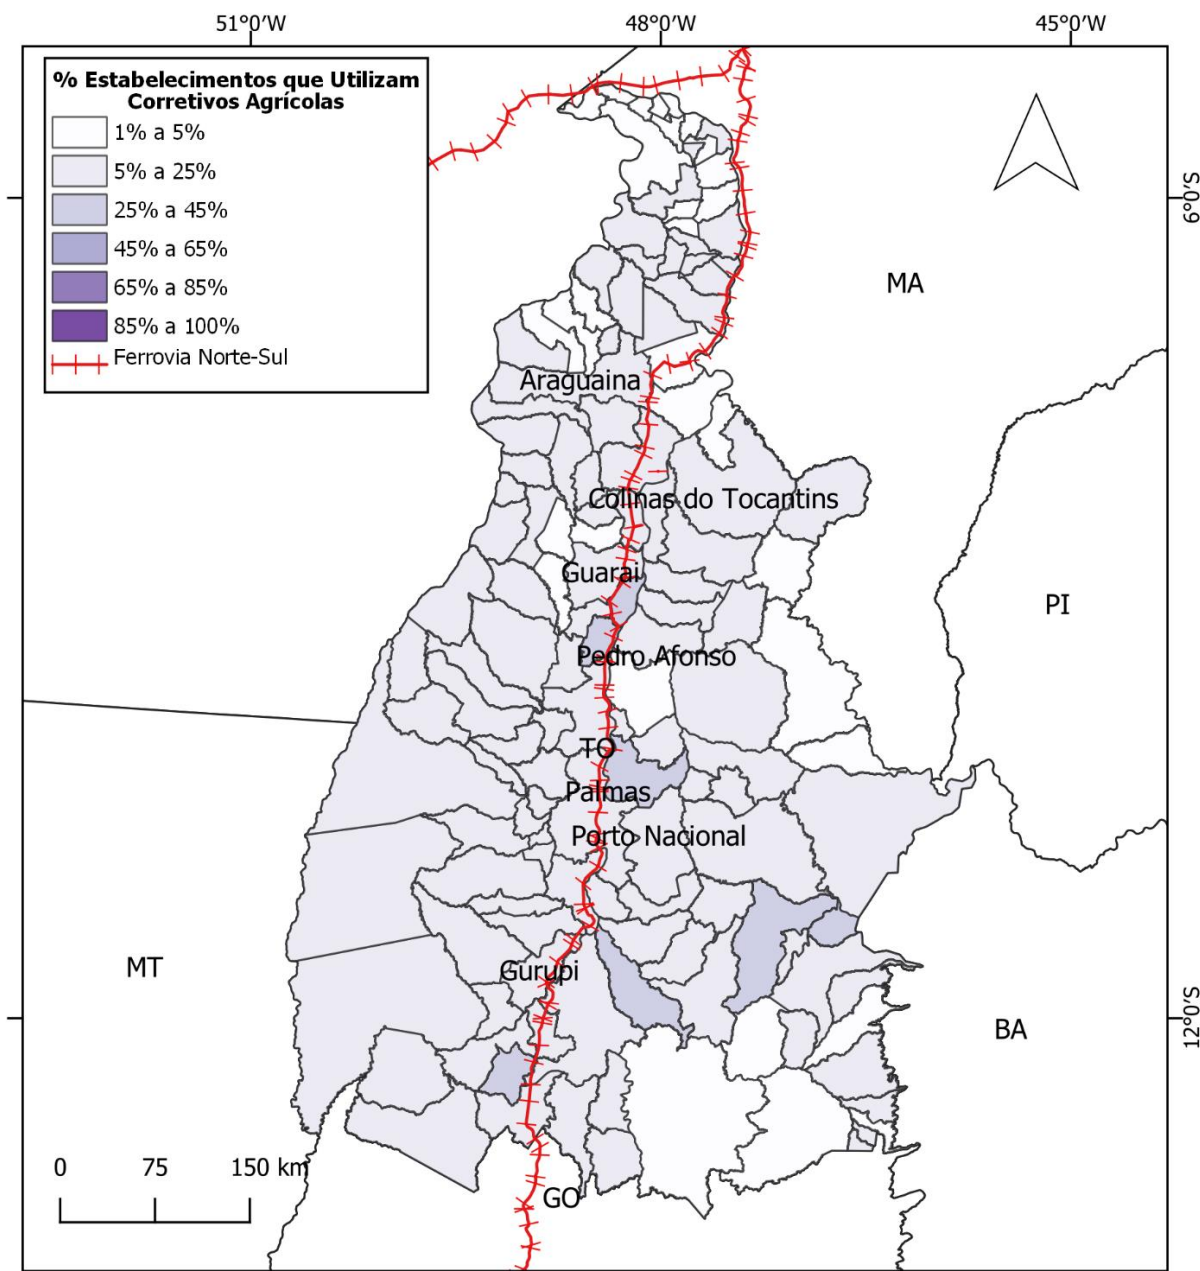 51°0'W
48°0'W
45°0'W
% Estabelecimentos que Utilizam
Corretivos Agrícolas
1% a 5%
5% a 25%
25% a 45%
45% a 65%
65% a 85%
85% a 100%
Ferrovia Norte-Sul
6°0'S
MA
Araguaina
Colinas do Tocantins
Guarai
PI
Pedro Afonso
TO
Palmas
Porto Nacional
MT
Gurupi
12°0'S
BA
0 75 150 km
GO